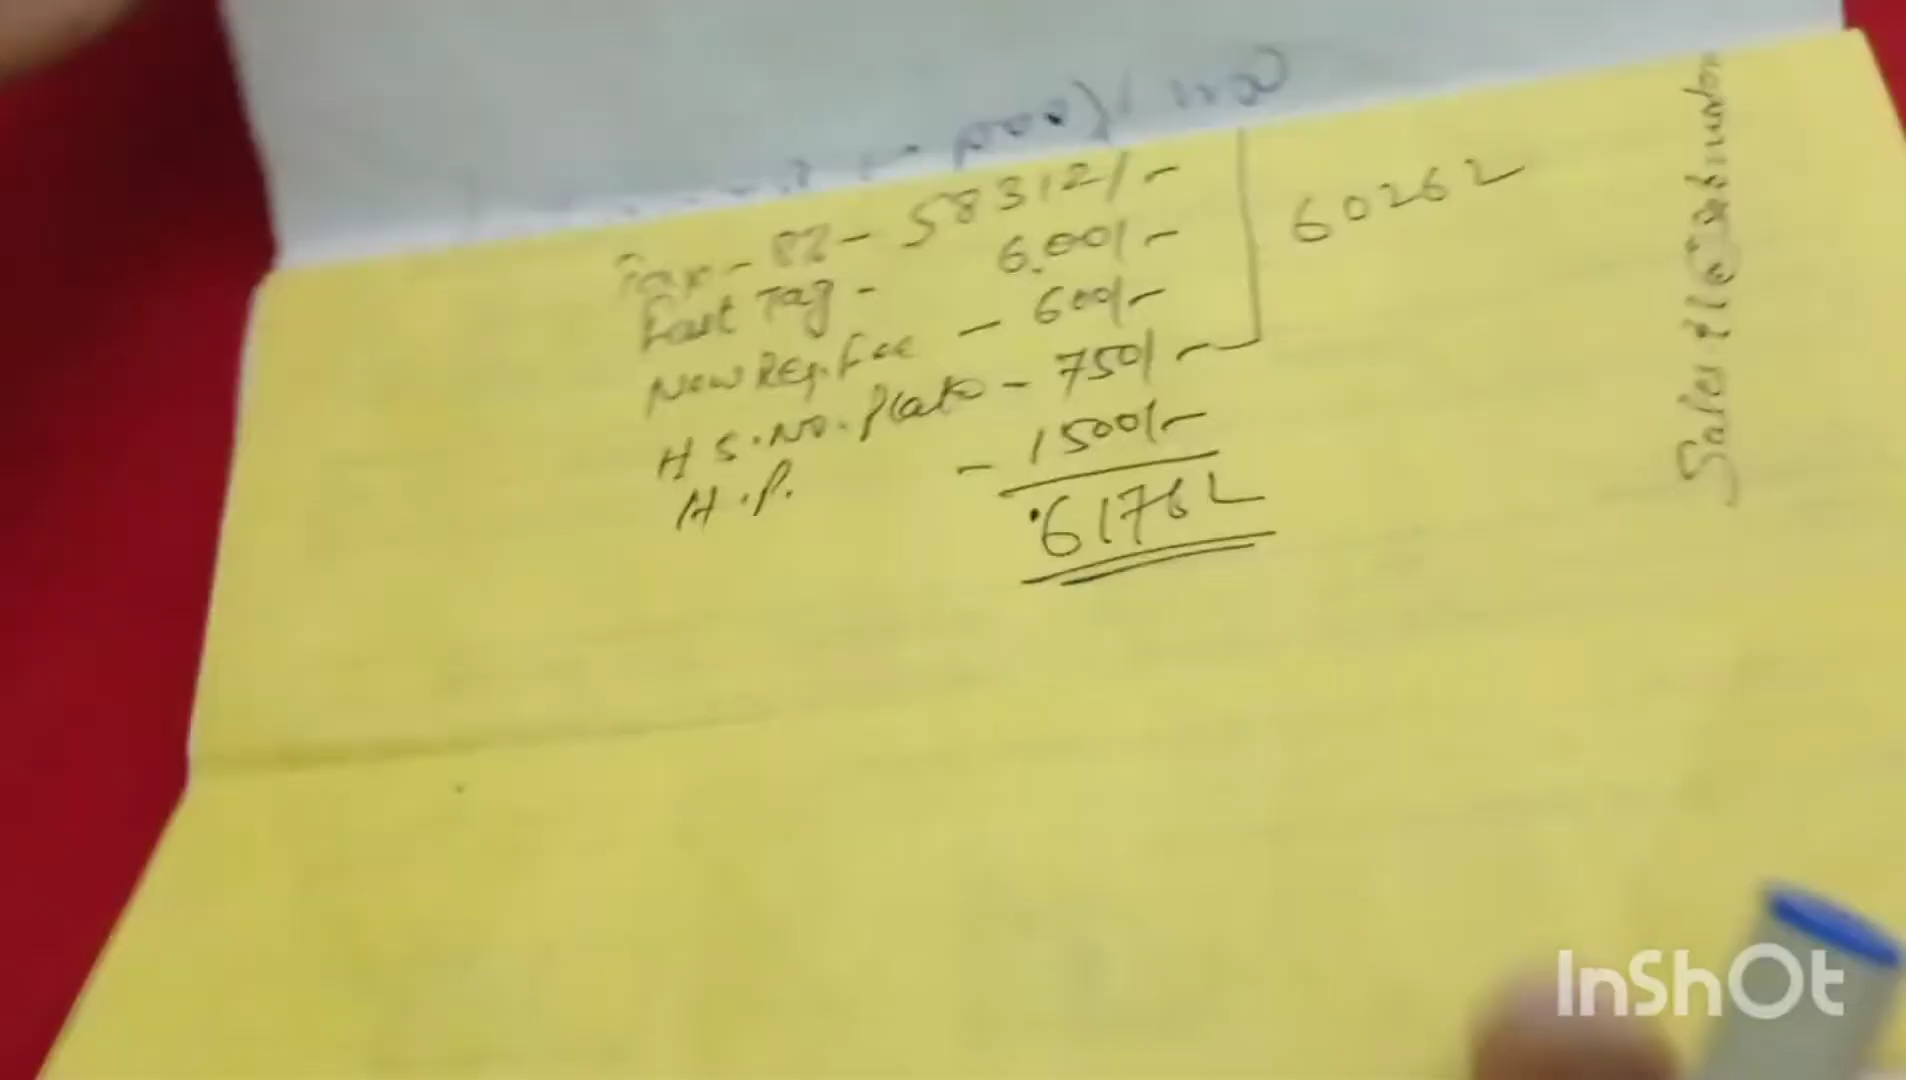 Tax - 8% - 58312/-
Fast Tag - 600/-
New Reg. Fee - 600/-
H S. No. Plate - 750/-
60262
H.P. - 1500/-
61762
InShOt